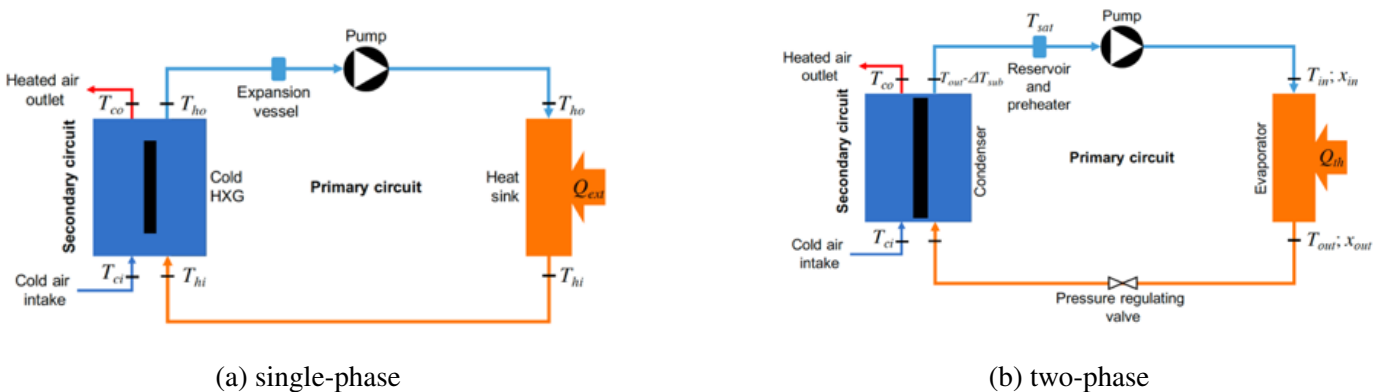 Pump
Heated air
outlet
T_co
T_ho
Expansion
vessel
T_ho
Secondary circuit
Cold
HXG
Primary circuit
Heat
sink
Q_ext
Cold air
intake
T_ci
T_hi
T_hi
(a) single-phase
T_sat
Pump
Heated air
outlet
T_co
T_out-ΔT_sub
Reservoir
and
preheater
T_in; x_in
Secondary circuit
Condenser
Primary circuit
Evaporator
Q_th
Cold air
intake
T_ci
T_out; x_out
Pressure regulating
valve
(b) two-phase